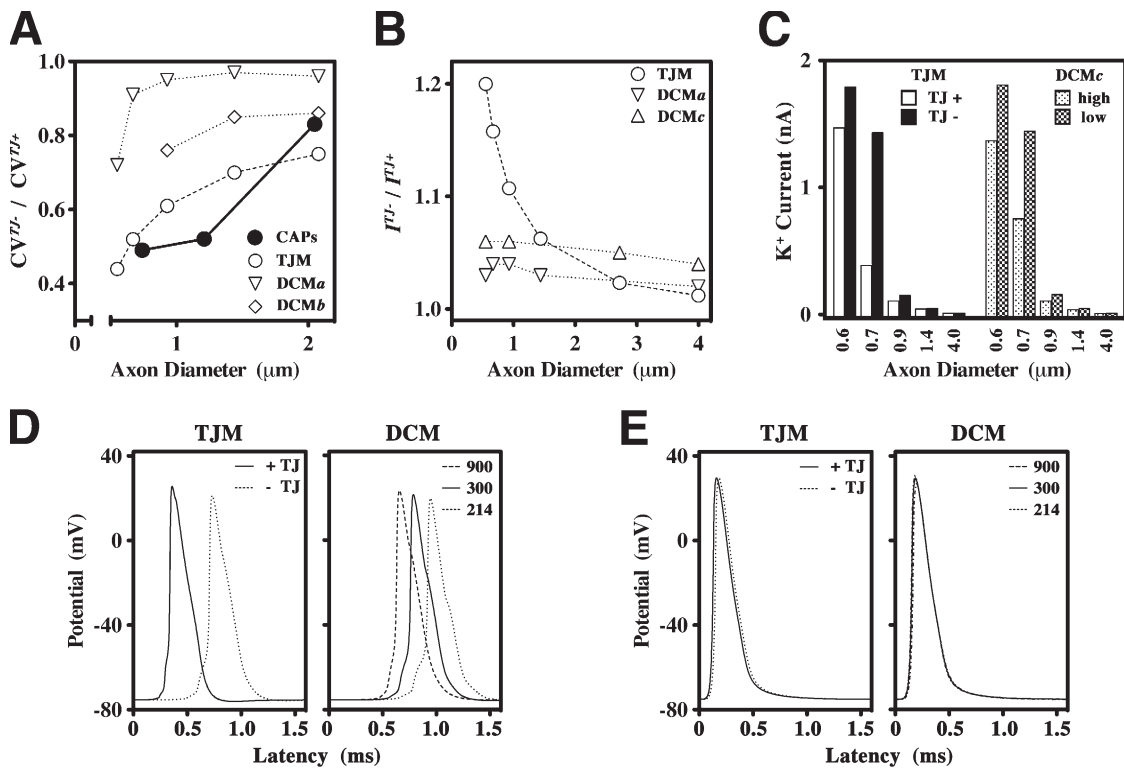 A
B
C
1.0
0.8
0.6
0.4
0
1
2
CV^TJ- / CV^TJ+
Axon Diameter (μm)
CAPs
TJM
DCMa
DCMb
1.2
1.1
1.0
0
1
2
3
4
I^TJ- / I^TJ+
Axon Diameter (μm)
TJM
DCMa
DCMc
2
1
0
K+ Current (nA)
TJM
TJ +
TJ -
DCMc
high
low
0.6
0.7
0.9
1.4
4.0
0.6
0.7
0.9
1.4
4.0
Axon Diameter (μm)
D
TJM
DCM
40
0
-40
-80
Potential (mV)
+ TJ
- TJ
900
300
214
0
0.5
1.0
1.5
0
0.5
1.0
1.5
Latency (ms)
E
TJM
DCM
40
0
-40
-80
Potential (mV)
+ TJ
- TJ
900
300
214
0
0.5
1.0
1.5
0
0.5
1.0
1.5
Latency (ms)